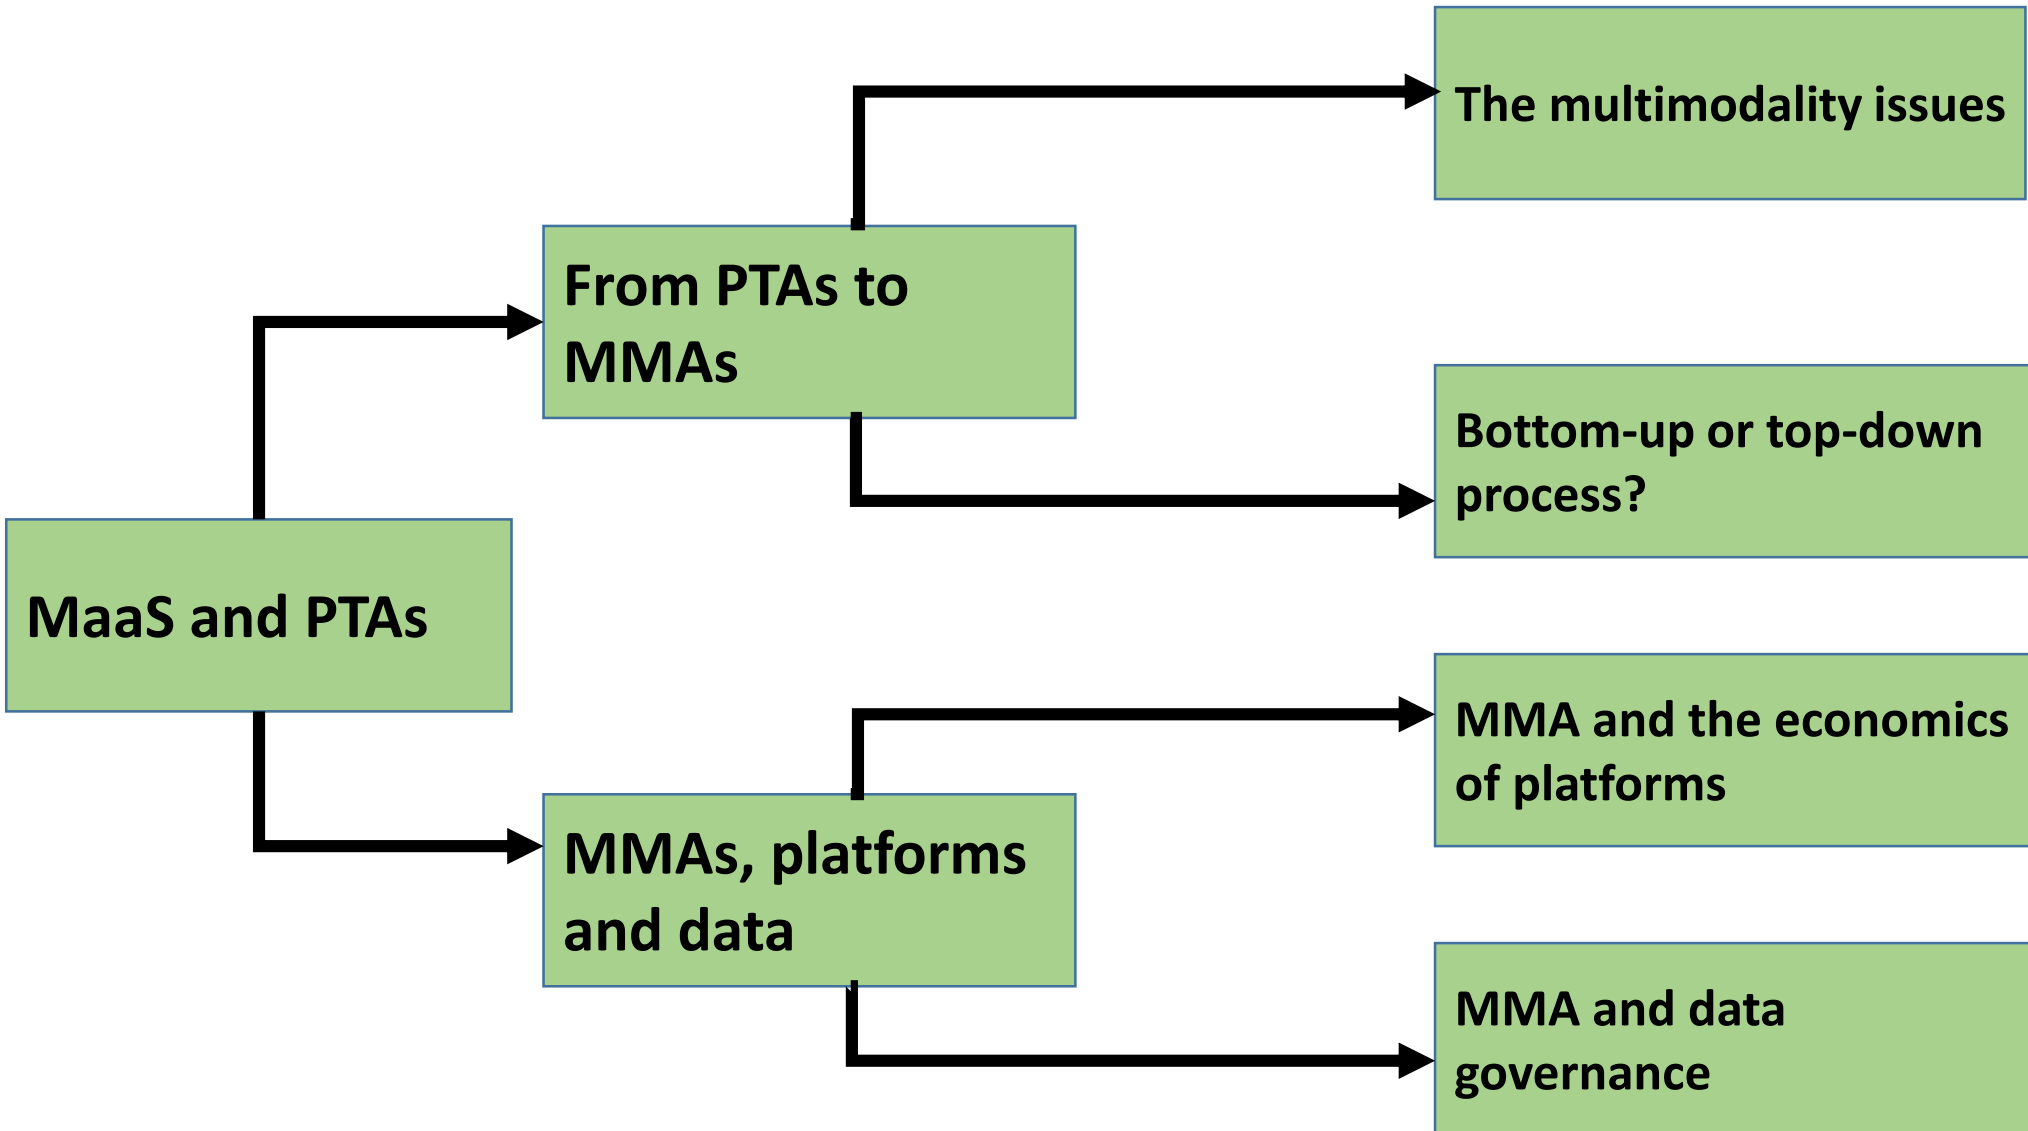 The multimodality issues
From PTAs to
MMAs
Bottom-up or top-down
process?
MaaS and PTAs
MMA and the economics
of platforms
MMAs, platforms
and data
MMA and data
governance